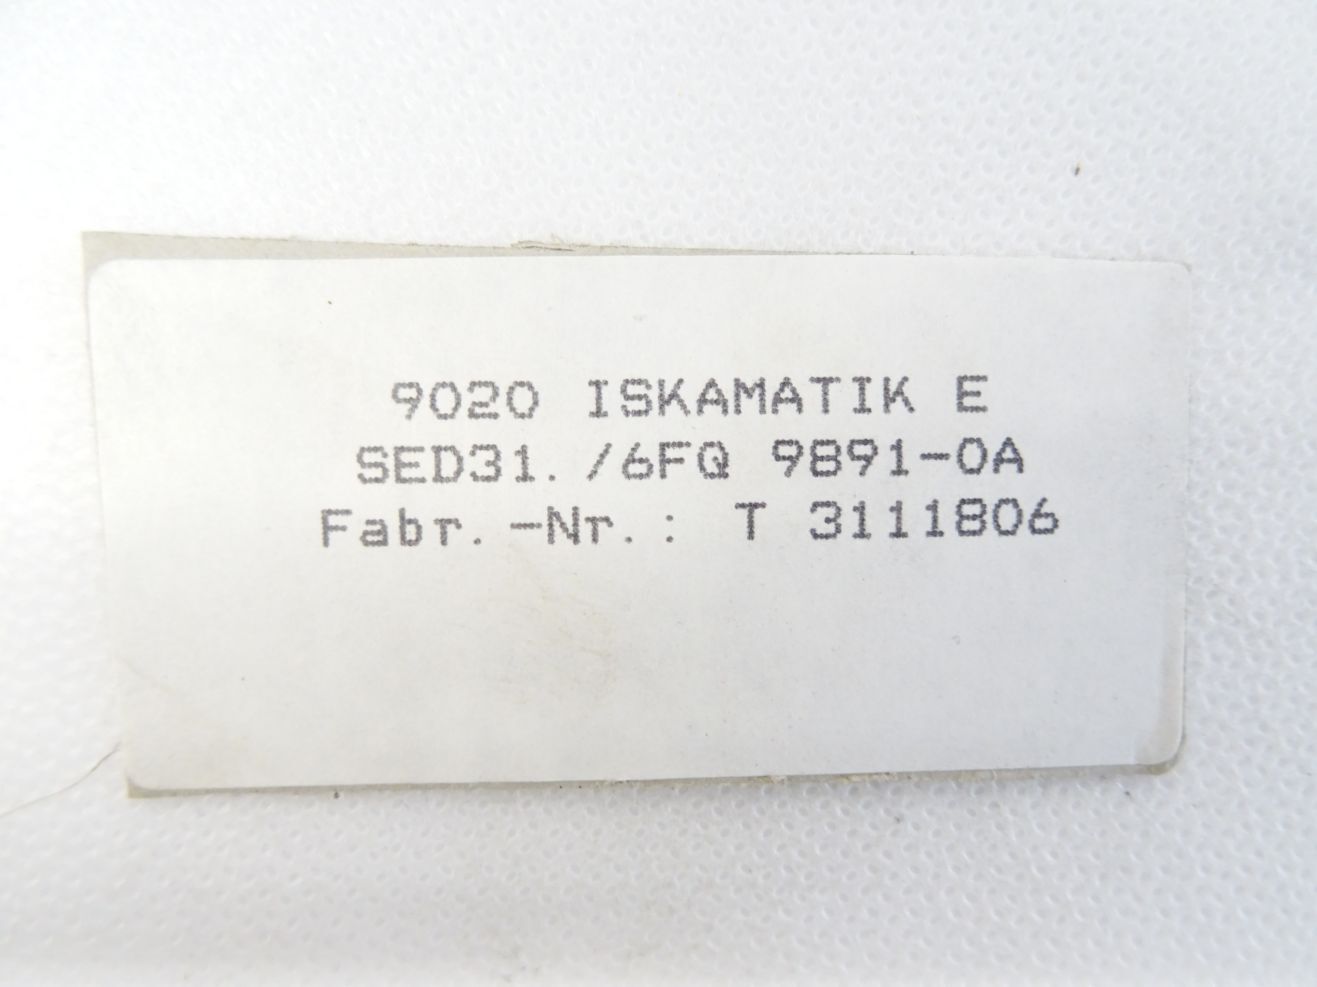 9020 ISKAMATIK E
SED31./6FQ 9891-0A
Fabr.-Nr.: T 3111806